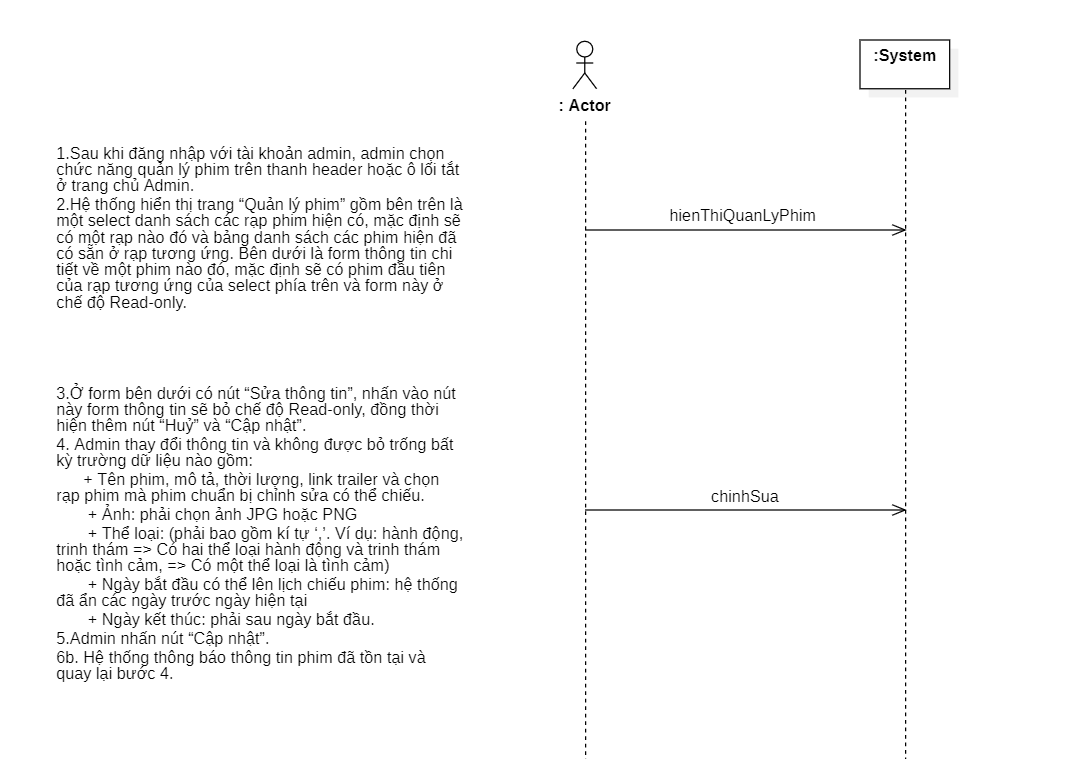 :System
: Actor
1.Sau khi đăng nhập với tài khoản admin, admin chọn
chức năng quản lý phim trên thanh header hoặc ô lối tắt
ở trang chủ Admin.
2.Hệ thống hiển thị trang “Quản lý phim” gồm bên trên là
một select danh sách các rạp phim hiện có, mặc định sẽ
có một rạp nào đó và bảng danh sách các phim hiện đã
có sẵn ở rạp tương ứng. Bên dưới là form thông tin chi
tiết về một phim nào đó, mặc định sẽ có phim đầu tiên
của rạp tương ứng của select phía trên và form này ở
chế độ Read-only.
hienThiQuanLyPhim
3.Ở form bên dưới có nút “Sửa thông tin”, nhấn vào nút
này form thông tin sẽ bỏ chế độ Read-only, đồng thời
hiện thêm nút “Huỷ” và “Cập nhật”.
4. Admin thay đổi thông tin và không được bỏ trống bất
kỳ trường dữ liệu nào gồm:
+ Tên phim, mô tả, thời lượng, link trailer và chọn
rạp phim mà phim chuẩn bị chỉnh sửa có thể chiếu.
+ Ảnh: phải chọn ảnh JPG hoặc PNG
+ Thể loại: (phải bao gồm kí tự ‘,’. Ví dụ: hành động,
trinh thám => Có hai thể loại hành động và trinh thám
hoặc tình cảm, => Có một thể loại là tình cảm)
+ Ngày bắt đầu có thể lên lịch chiếu phim: hệ thống
đã ẩn các ngày trước ngày hiện tại
+ Ngày kết thúc: phải sau ngày bắt đầu.
5.Admin nhấn nút “Cập nhật”.
6b. Hệ thống thông báo thông tin phim đã tồn tại và
quay lại bước 4.
chinhSua